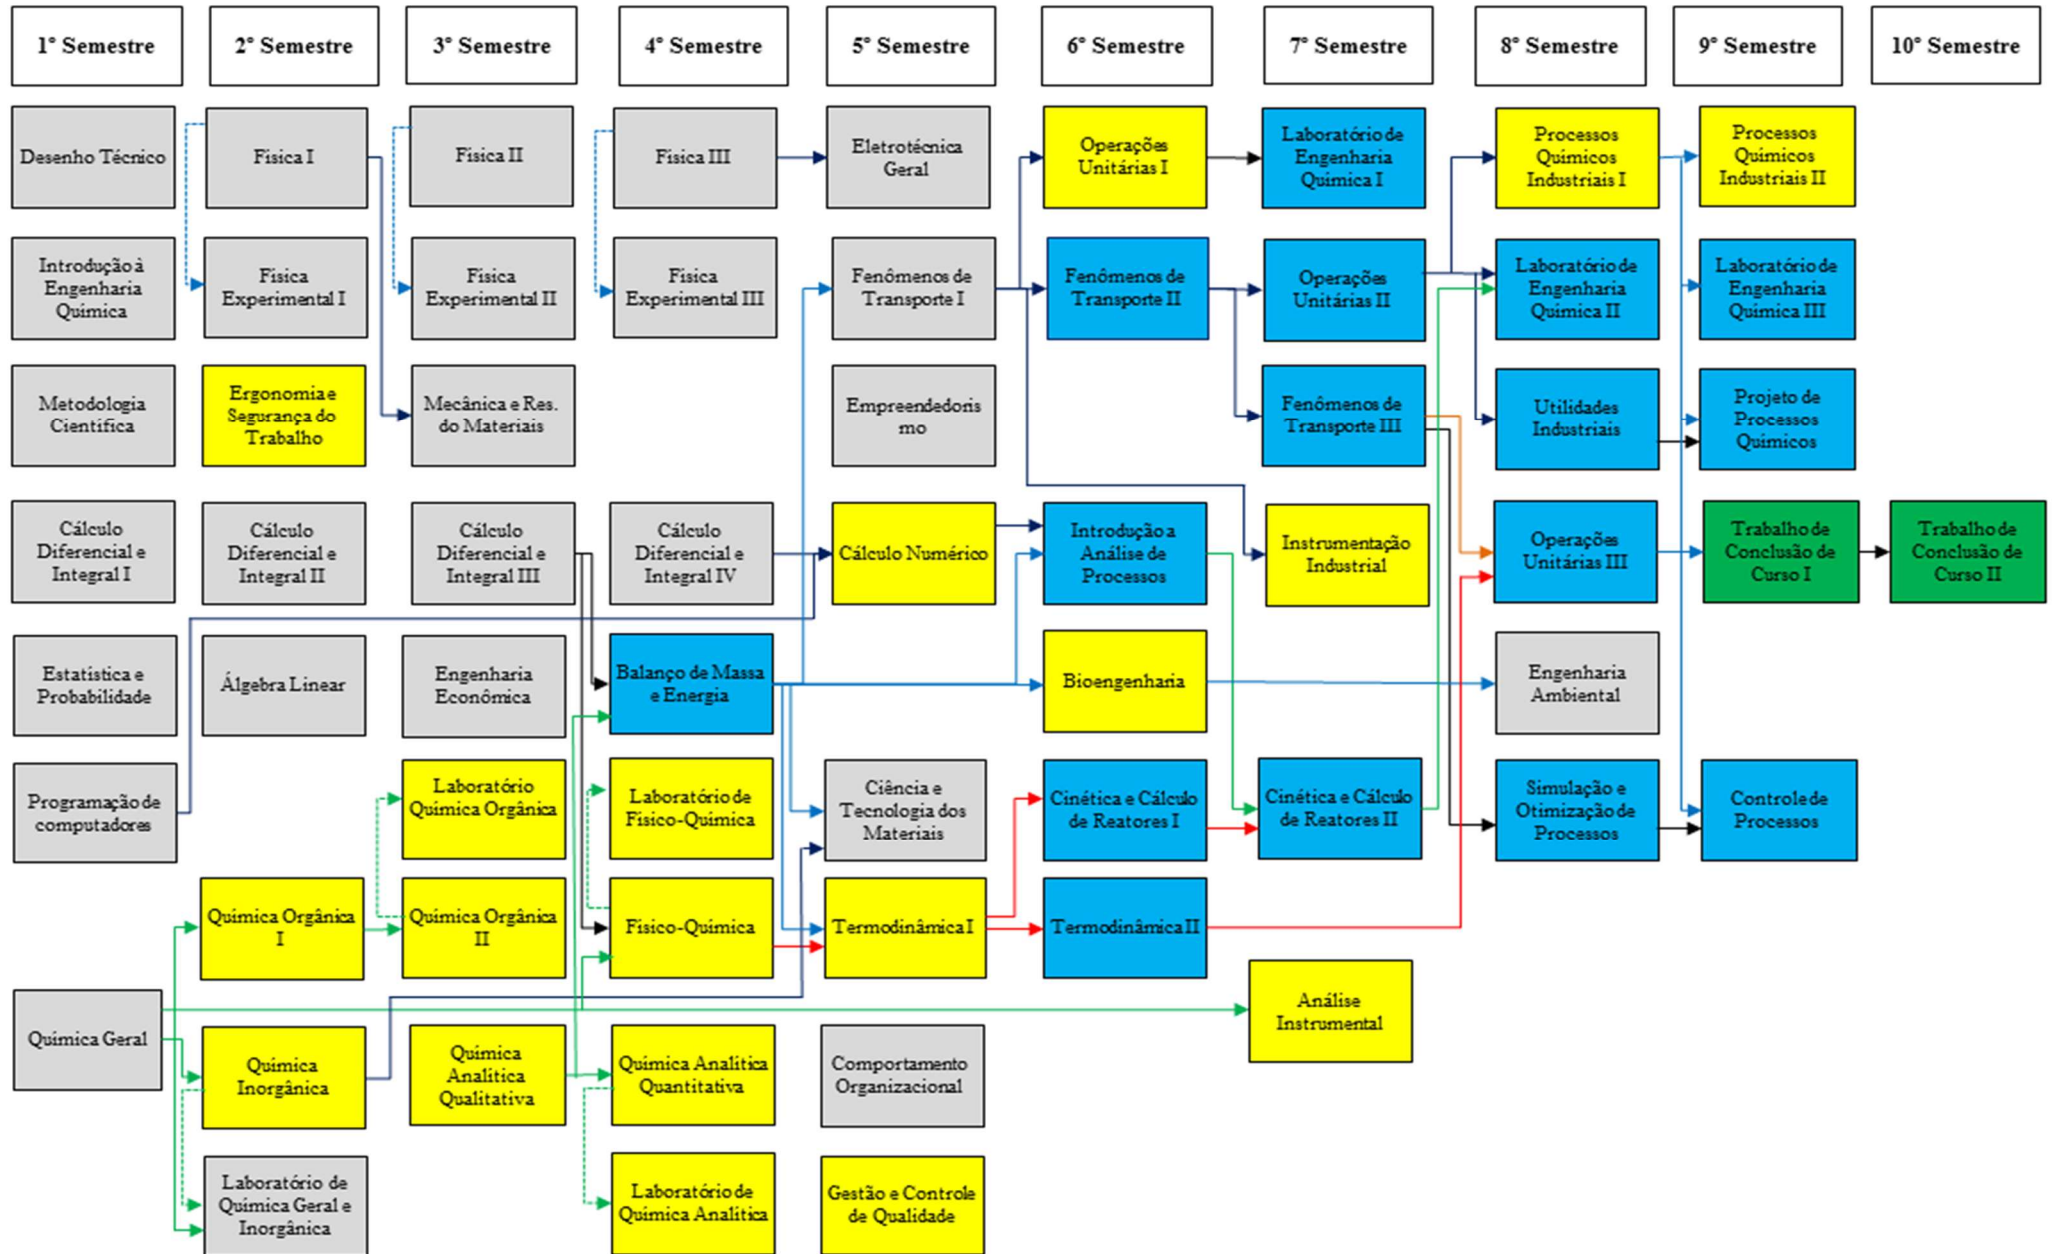 1° Semestre
2° Semestre
3° Semestre
4° Semestre
5° Semestre
6° Semestre
7° Semestre
8° Semestre
9° Semestre
10° Semestre
Desenho Técnico
Física I
Física II
Física III
Eletrotécnica
Geral
Operações
Unitárias I
Laboratório de
Engenharia
Química I
Processos
Químicos
Industriais I
Processos
Químicos
Industriais II
Introdução à
Engenharia
Química
Física
Experimental I
Física
Experimental II
Física
Experimental III
Fenômenos de
Transporte I
Fenômenos de
Transporte II
Operações
Unitárias II
Laboratório de
Engenharia
Química II
Laboratório de
Engenharia
Química III
Metodologia
Científica
Ergonomia e
Segurança do
Trabalho
Mecânica e Res.
do Materiais
Empreendedoris
mo
Fenômenos de
Transporte III
Utilidades
Industriais
Projeto de
Processos
Químicos
Cálculo
Diferencial e
Integral I
Cálculo
Diferencial e
Integral II
Cálculo
Diferencial e
Integral III
Cálculo
Diferencial e
Integral IV
Cálculo Numérico
Introdução a
Análise de
Processos
Instrumentação
Industrial
Operações
Unitárias III
Trabalho de
Conclusão de
Curso I
Trabalho de
Conclusão de
Curso II
Estatística e
Probabilidade
Álgebra Linear
Engenharia
Econômica
Balanço de Massa
e Energia
Bioengenharia
Engenharia
Ambiental
Programação de
computadores
Laboratório
Química Orgânica
Laboratório de
Físico-Química
Ciência e
Tecnologia dos
Materiais
Cinética e Cálculo
de Reatores I
Cinética e Cálculo
de Reatores II
Simulação e
Otimização de
Processos
Controle de
Processos
Química Orgânica
I
Química Orgânica
II
Físico-Química
Termodinâmica I
Termodinâmica II
Química Geral
Química
Inorgânica
Química
Analítica
Qualitativa
Química Analítica
Quantitativa
Comportamento
Organizacional
Análise
Instrumental
Laboratório de
Química Geral e
Inorgânica
Laboratório de
Química Analítica
Gestão e Controle
de Qualidade